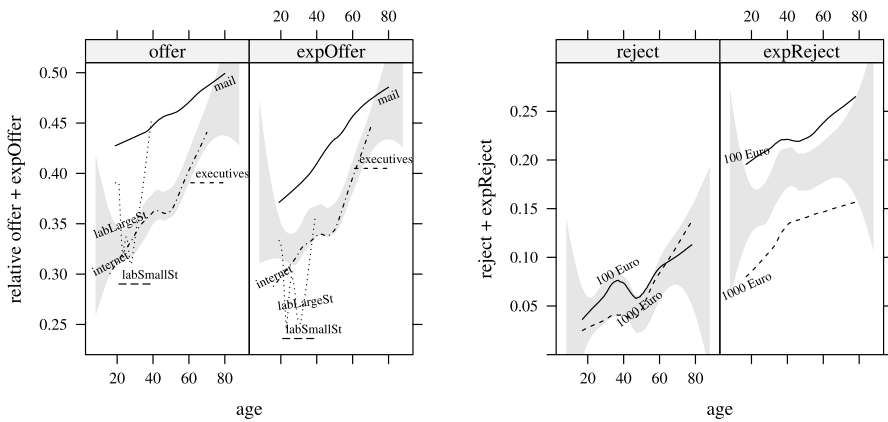 20 40 60 80
20 40 60 80
offer expOffer
reject expReject
relative offer + expOffer
0.50
0.45
0.40
0.35
0.30
0.25
mail
executives
labLargeSt
internet
labSmallSt
mail
executives
internet
labLargeSt
labSmallSt
20 40 60 80
age
reject + expReject
0.25
0.20
0.15
0.10
0.05
100 Euro
1000 Euro
100 Euro
1000 Euro
20 40 60 80
age